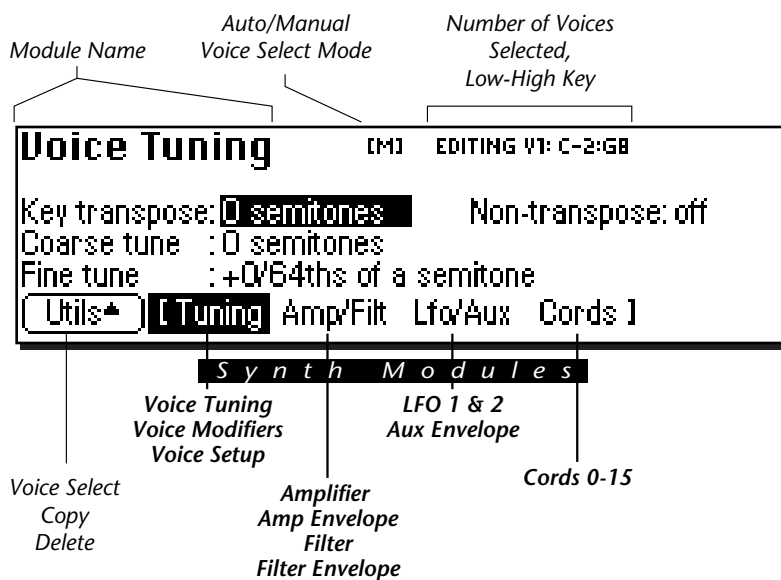 Auto/Manual
Voice Select Mode
Number of Voices
Selected,
Low-High Key
Module Name
Voice Tuning [M] EDITING V1: C-2:G8
Key transpose: 0 semitones Non-transpose: off
Coarse tune : 0 semitones
Fine tune : +0/64ths of a semitone
Utils [ Tuning Amp/Filt Lfo/Aux Cords ]
Synth Modules
Voice Tuning
Voice Modifiers
Voice Setup
LFO 1 & 2
Aux Envelope
Cords 0-15
Voice Select
Copy
Delete
Amplifier
Amp Envelope
Filter
Filter Envelope